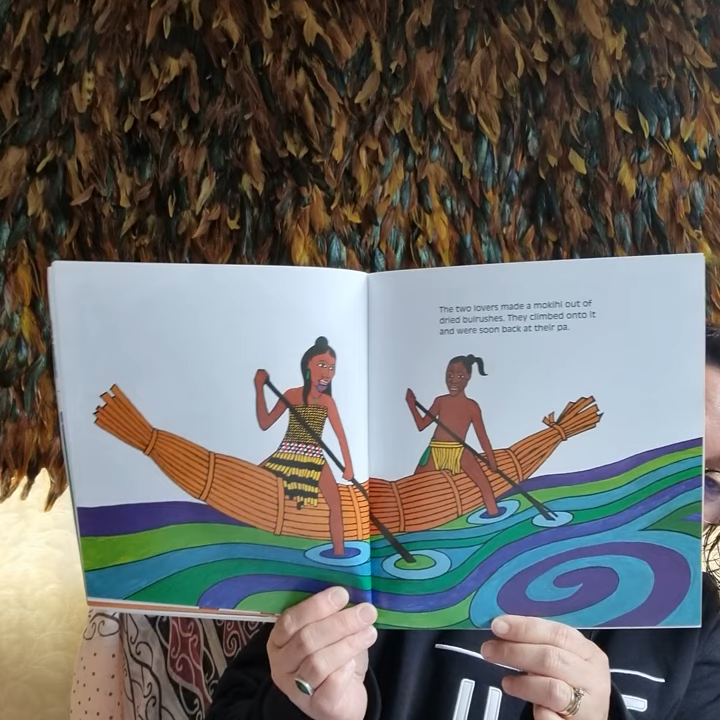 The two lovers made a mokihi out of
dried bulrushes. They climbed onto it
and were soon back at their pa.